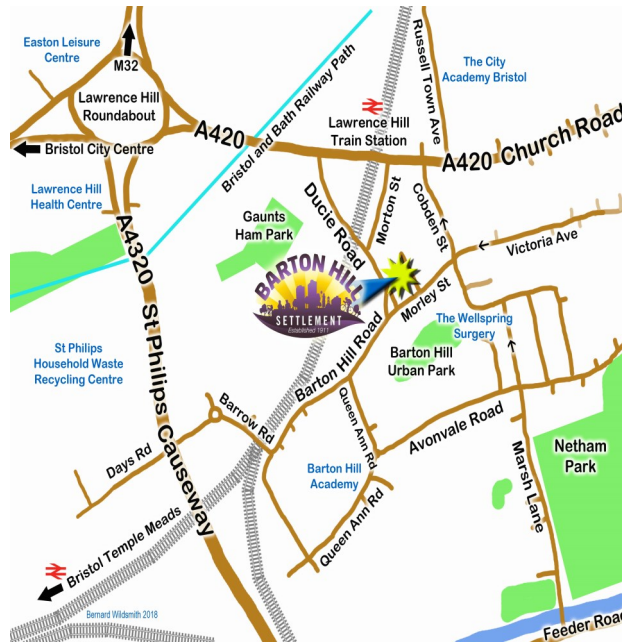 Easton Leisure
Centre
M32
Lawrence Hill
Roundabout
Bristol City Centre
A420
Bristol and Bath Railway Path
Lawrence Hill
Train Station
Russell Town Ave
The City
Academy Bristol
A420
Church Road
Lawrence Hill
Health Centre
A4320
Gaunts
Ham Park
Ducie Road
Morton St
Cobden St
Victoria Ave
BARTON HILL
SETTLEMENT
Established 1911
Morley St
The Wellspring
Surgery
St Philips Causeway
St Philips
Household Waste
Recycling Centre
Barton Hill Road
Barton Hill
Urban Park
Barrow Rd
Queen Ann Rd
Avonvale Road
Days Rd
Barton Hill
Academy
Netham
Park
Marsh Lane
Queen Ann Rd
Bristol Temple Meads
Bernard Wildsmith 2018
Feeder Road